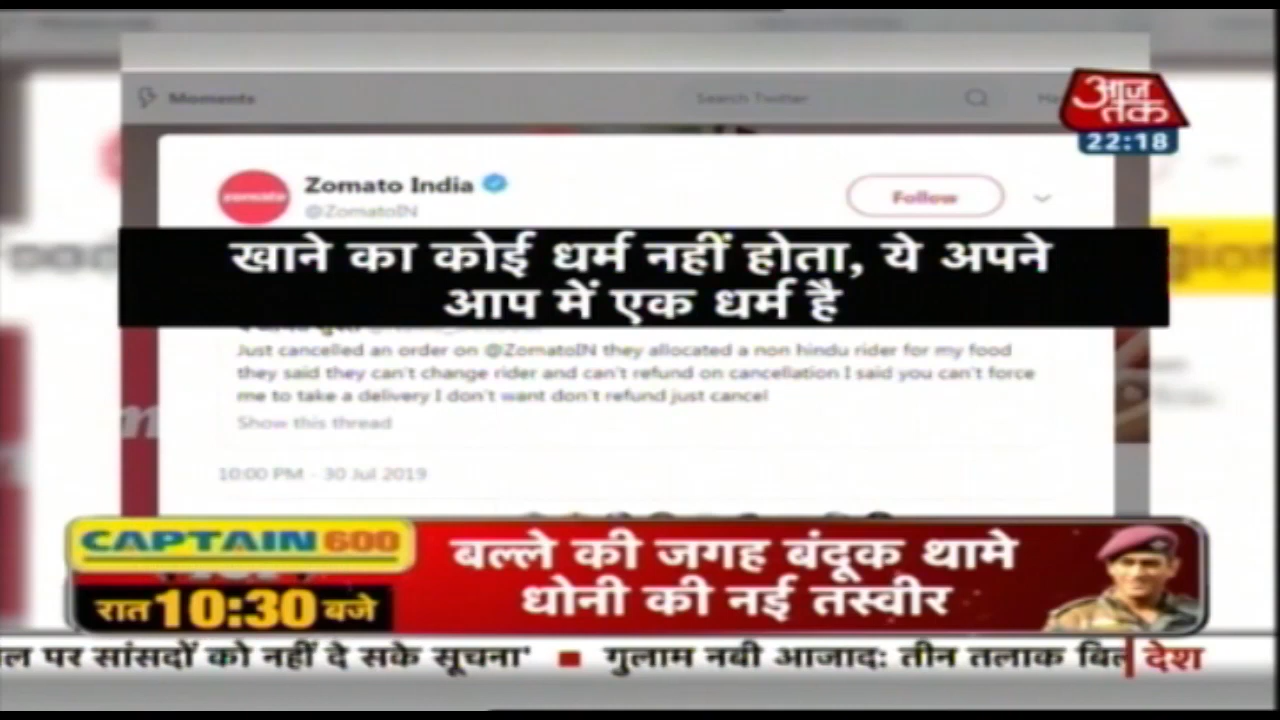 Moments
Search Twitter
आज
तक
22:18
zomato
Zomato India
@ZomatoIN
Follow
खाने का कोई धर्म नहीं होता, ये अपने
आप में एक धर्म है
Just cancelled an order on @ZomatoIN they allocated a non hindu rider for my food
they said they can't change rider and can't refund on cancellation I said you can't force
me to take a delivery I don't want don't refund just cancel
Show this thread
10:00 PM - 30 Jul 2019
CAPTAIN 600
रात 10:30 बजे
बल्ले की जगह बंदूक थामे
धोनी की नई तस्वीर
पर सांसदों को नहीं दे सके सूचना' ■ गुलाम नबी आजाद: तीन तलाक
देश